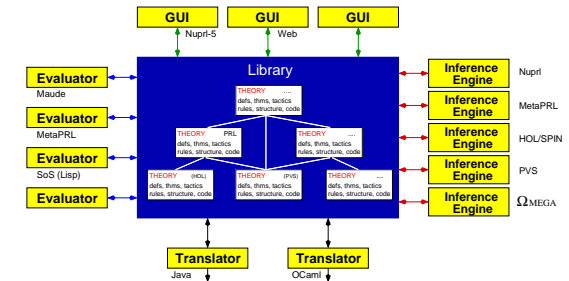 GUI
GUI
GUI
Nuprl-5
Web
Library
Evaluator
Maude
Evaluator
MetaPRL
Evaluator
SoS (Lisp)
Evaluator
THEORY ....
defs, thms, tactics
rules, structure, code
THEORY PRL
defs, thms, tactics
rules, structure, code
THEORY ....
defs, thms, tactics
rules, structure, code
THEORY (HOL)
defs, thms, tactics
rules, structure, code
THEORY (PVS)
defs, thms, tactics
rules, structure, code
THEORY ....
defs, thms, tactics
rules, structure, code
Inference
Engine
Nuprl
Inference
Engine
MetaPRL
Inference
Engine
HOL/SPIN
Inference
Engine
PVS
Inference
Engine
ΩMEGA
Translator
Java
Translator
OCaml